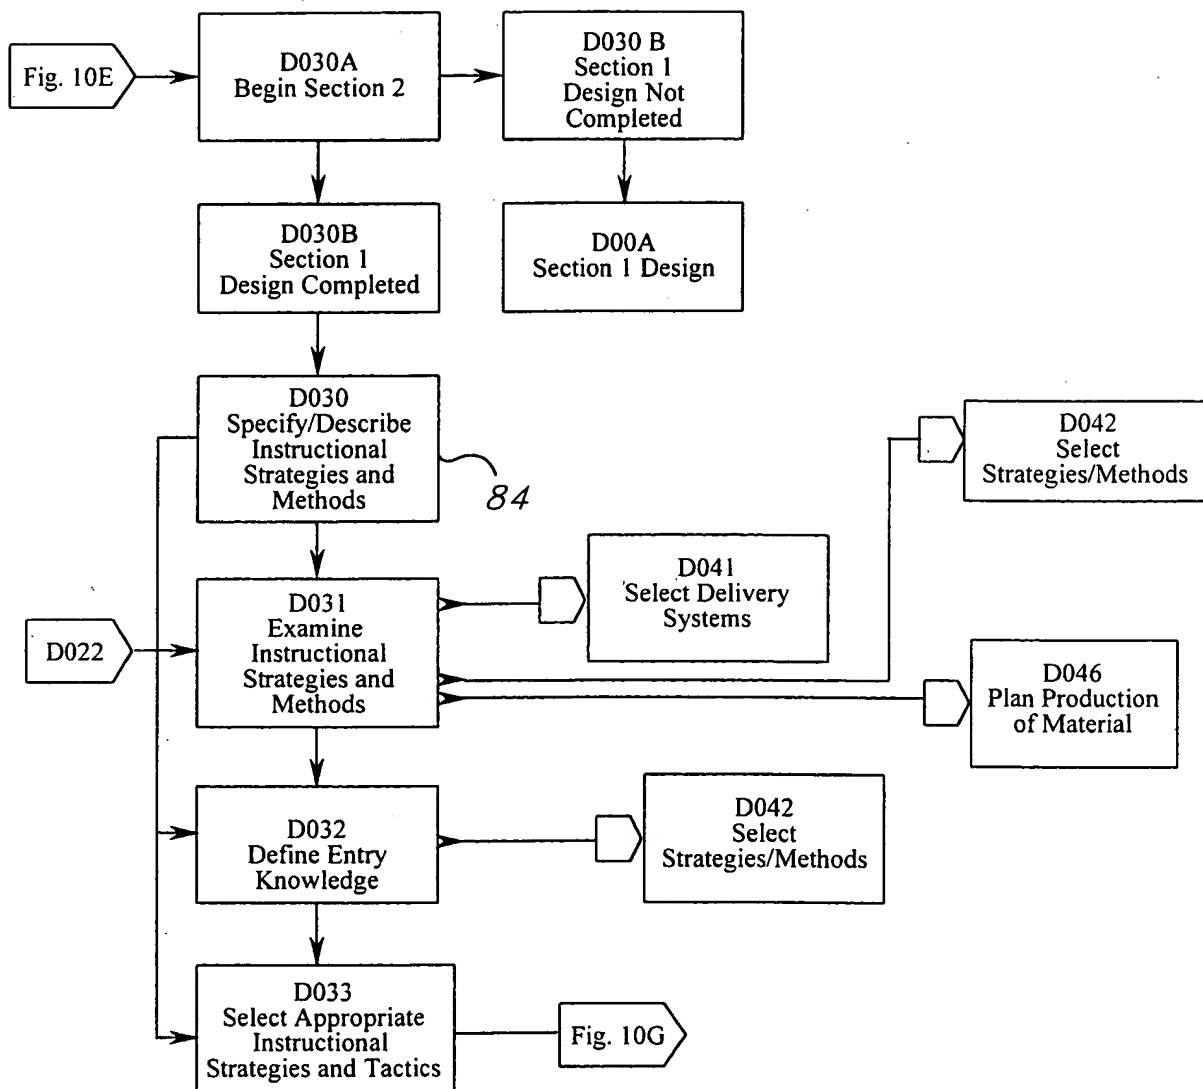 Fig. 10E
D030A
Begin Section 2
D030 B
Section 1
Design Not
Completed
D030B
Section 1
Design Completed
D00A
Section 1 Design
D030
Specify/Describe
Instructional
Strategies and
Methods
84
D042
Select
Strategies/Methods
D041
Select Delivery
Systems
D022
D031
Examine
Instructional
Strategies and
Methods
D046
Plan Production
of Material
D032
Define Entry
Knowledge
D042
Select
Strategies/Methods
D033
Select Appropriate
Instructional
Strategies and Tactics
Fig. 10G